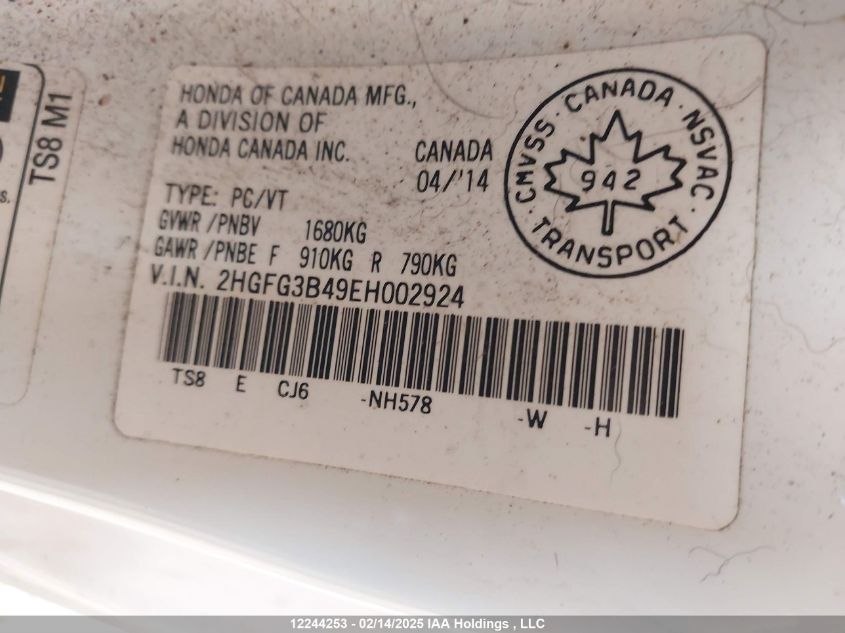 TS8 M1
s.
HONDA OF CANADA MFG.,
A DIVISION OF
HONDA CANADA INC.
CANADA
04/'14
TYPE: PC/VT
GVWR/PNBV 1680KG
GAWR/PNBE F 910KG R 790KG
V.I.N. 2HGFG3B49EH002924
TS8 E CJ6 -NH578 -W -H
CMVSS · CANADA · NSVAC · TRANSPORT ·
942
12244253 - 02/14/2025 IAA Holdings , LLC